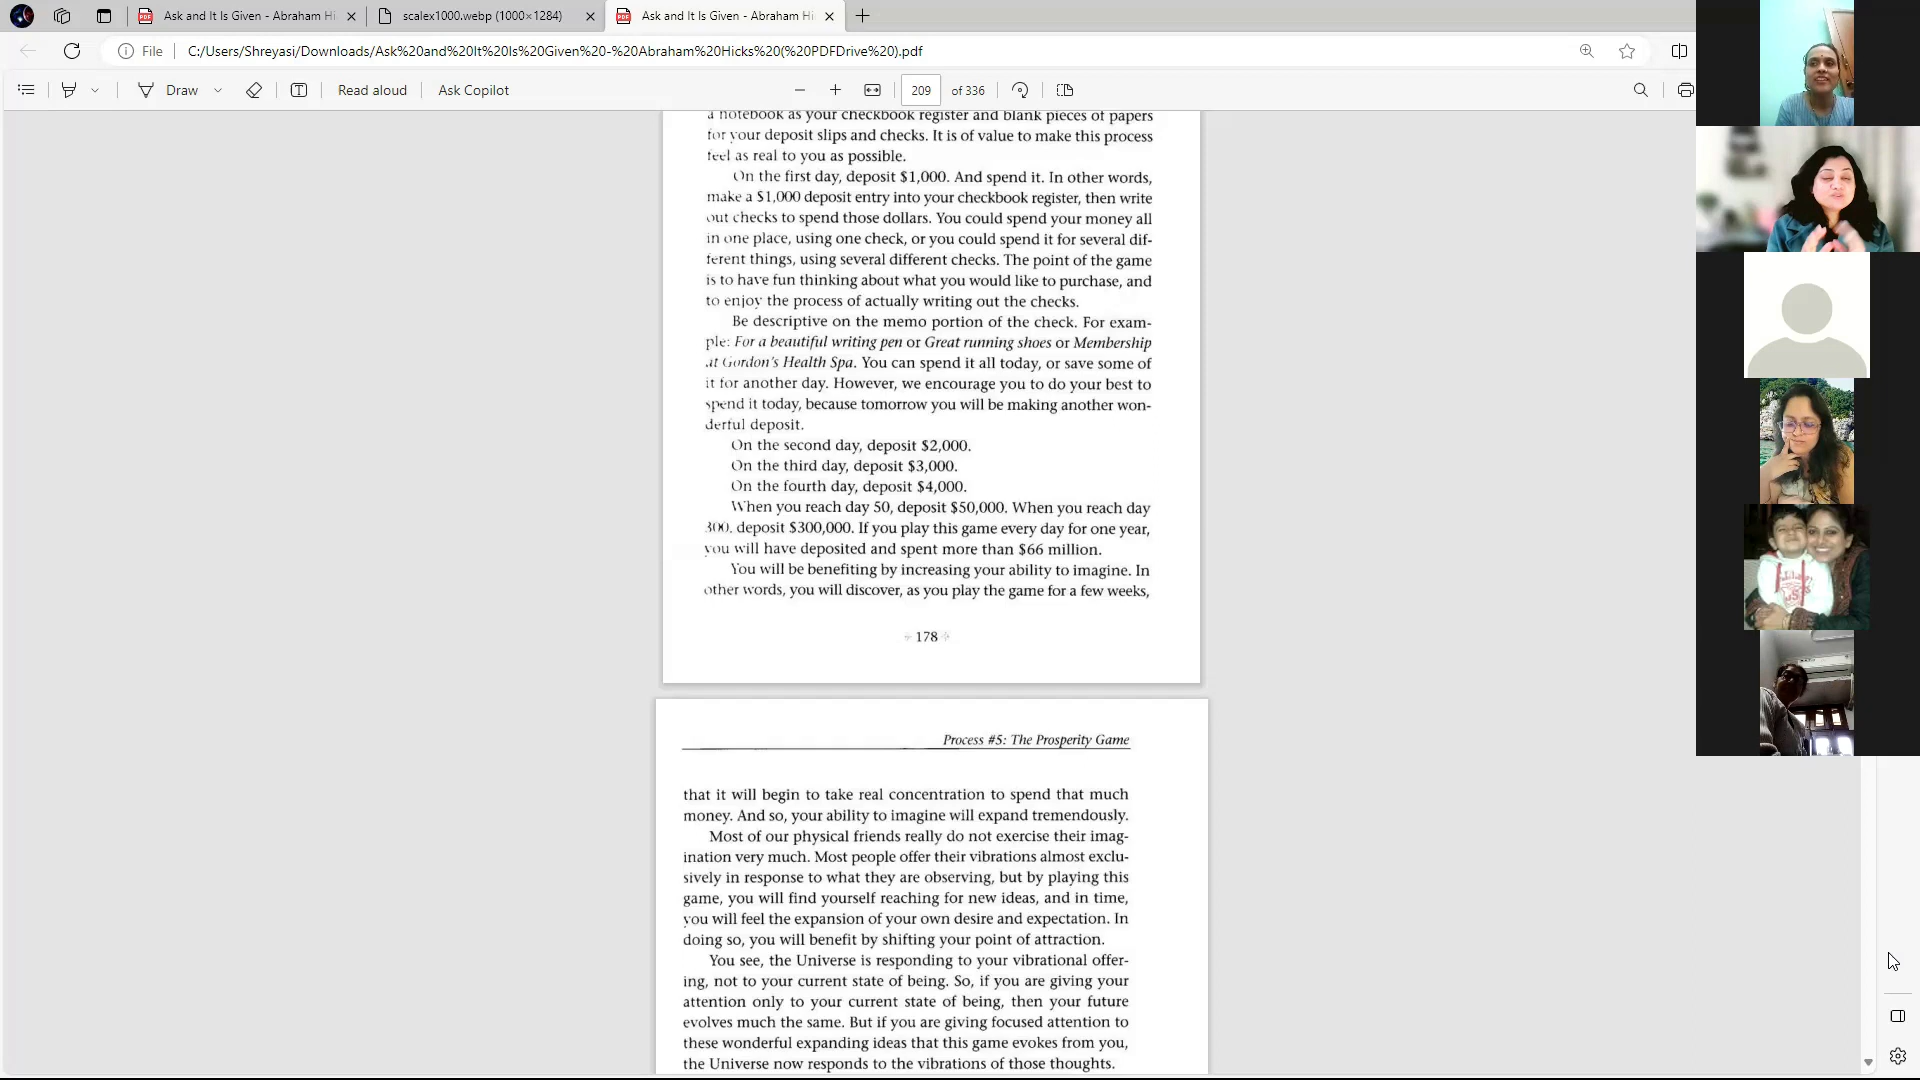 Ask and It Is Given - Abraham Hi
scalex1000.webp (1000×1284)
Ask and It Is Given - Abraham Hi
File
C:/Users/Shreyasi/Downloads/Ask%20and%20It%20Is%20Given%20-%20Abraham%20Hicks%20(%20PDFDrive%20).pdf
Draw
Read aloud
Ask Copilot
209
of 336
a notebook as your checkbook register and blank pieces of papers
for your deposit slips and checks. It is of value to make this process
feel as real to you as possible.
On the first day, deposit $1,000. And spend it. In other words,
make a $1,000 deposit entry into your checkbook register, then write
out checks to spend those dollars. You could spend your money all
in one place, using one check, or you could spend it for several dif-
ferent things, using several different checks. The point of the game
is to have fun thinking about what you would like to purchase, and
to enjoy the process of actually writing out the checks.
Be descriptive on the memo portion of the check. For exam-
ple: For a beautiful writing pen or Great running shoes or Membership
at Gordon's Health Spa. You can spend it all today, or save some of
it for another day. However, we encourage you to do your best to
spend it today, because tomorrow you will be making another won-
derful deposit.
On the second day, deposit $2,000.
On the third day, deposit $3,000.
On the fourth day, deposit $4,000.
When you reach day 50, deposit $50,000. When you reach day
300, deposit $300,000. If you play this game every day for one year,
you will have deposited and spent more than $66 million.
You will be benefiting by increasing your ability to imagine. In
other words, you will discover, as you play the game for a few weeks,
178
Process #5: The Prosperity Game
that it will begin to take real concentration to spend that much
money. And so, your ability to imagine will expand tremendously.
Most of our physical friends really do not exercise their imag-
ination very much. Most people offer their vibrations almost exclu-
sively in response to what they are observing, but by playing this
game, you will find yourself reaching for new ideas, and in time,
you will feel the expansion of your own desire and expectation. In
doing so, you will benefit by shifting your point of attraction.
You see, the Universe is responding to your vibrational offer-
ing, not to your current state of being. So, if you are giving your
attention only to your current state of being, then your future
evolves much the same. But if you are giving focused attention to
these wonderful expanding ideas that this game evokes from you,
the Universe now responds to the vibrations of those thoughts.